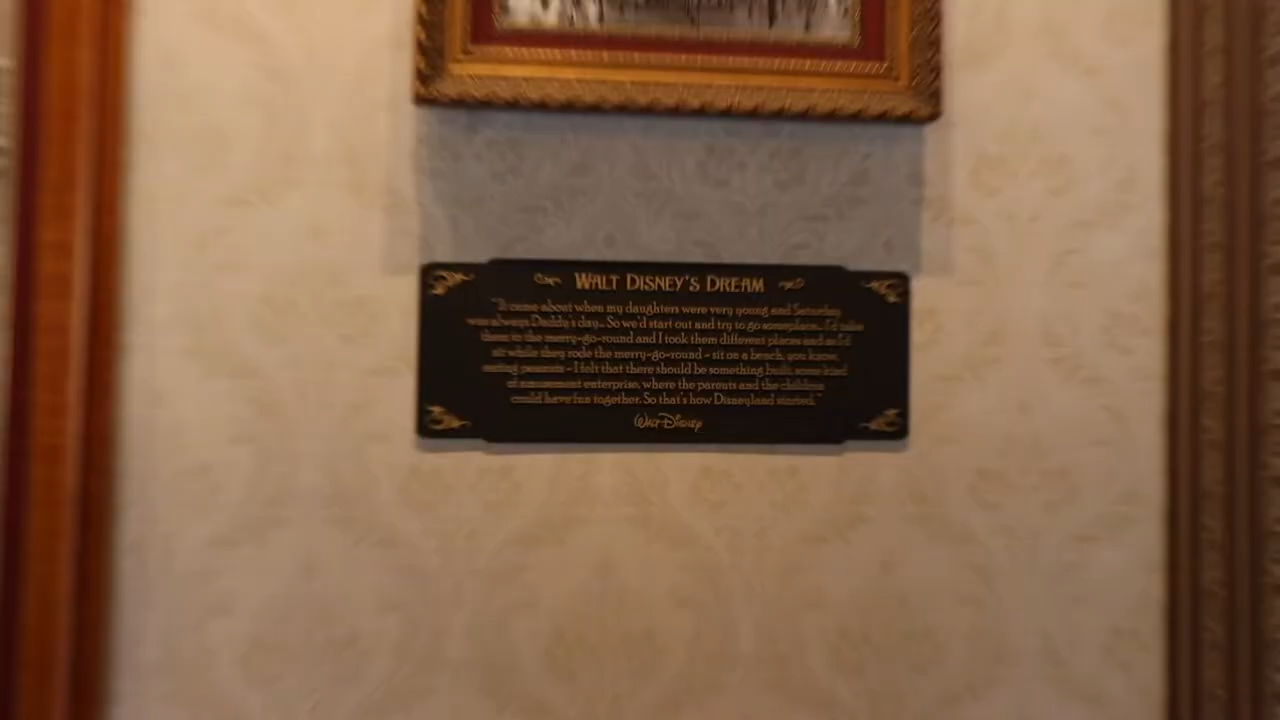 WALT DISNEY'S DREAM
"It came about when my daughters were very young and Saturday
was always Daddy's day... So we'd start out and try to go someplace... I'd take
them to the merry-go-round and I took them different places and as I'd
sit while they rode the merry-go-round - sit on a bench, you know,
eating peanuts - I felt that there should be something built, some kind
of amusement enterprise, where the parents and the children
could have fun together. So that's how Disneyland started."
Walt Disney